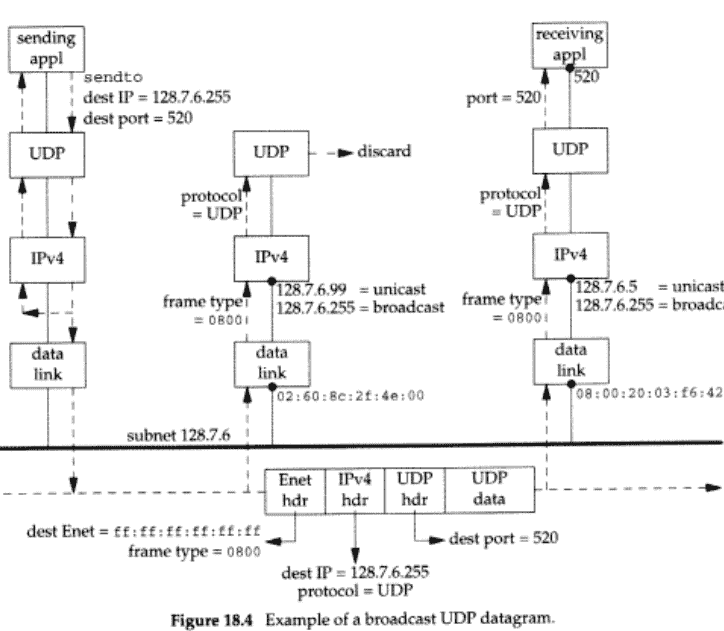 sending
appl
sendto
dest IP = 128.7.6.255
dest port = 520
UDP
IPv4
data
link
UDP
discard
protocol
= UDP
IPv4
128.7.6.99 = unicast
128.7.6.255 = broadcast
frame type
= 0800
data
link
02:60:8c:2f:4e:00
receiving
appl
520
port = 520
UDP
protocol
= UDP
IPv4
128.7.6.5 = unicast
128.7.6.255 = broadca
frame type
= 0800
data
link
08:00:20:03:f6:42
subnet 128.7.6
Enet
hdr
IPv4
hdr
UDP
hdr
UDP
data
dest Enet = ff:ff:ff:ff:ff:ff
frame type = 0800
dest IP = 128.7.6.255
protocol = UDP
dest port = 520
Figure 18.4 Example of a broadcast UDP datagram.